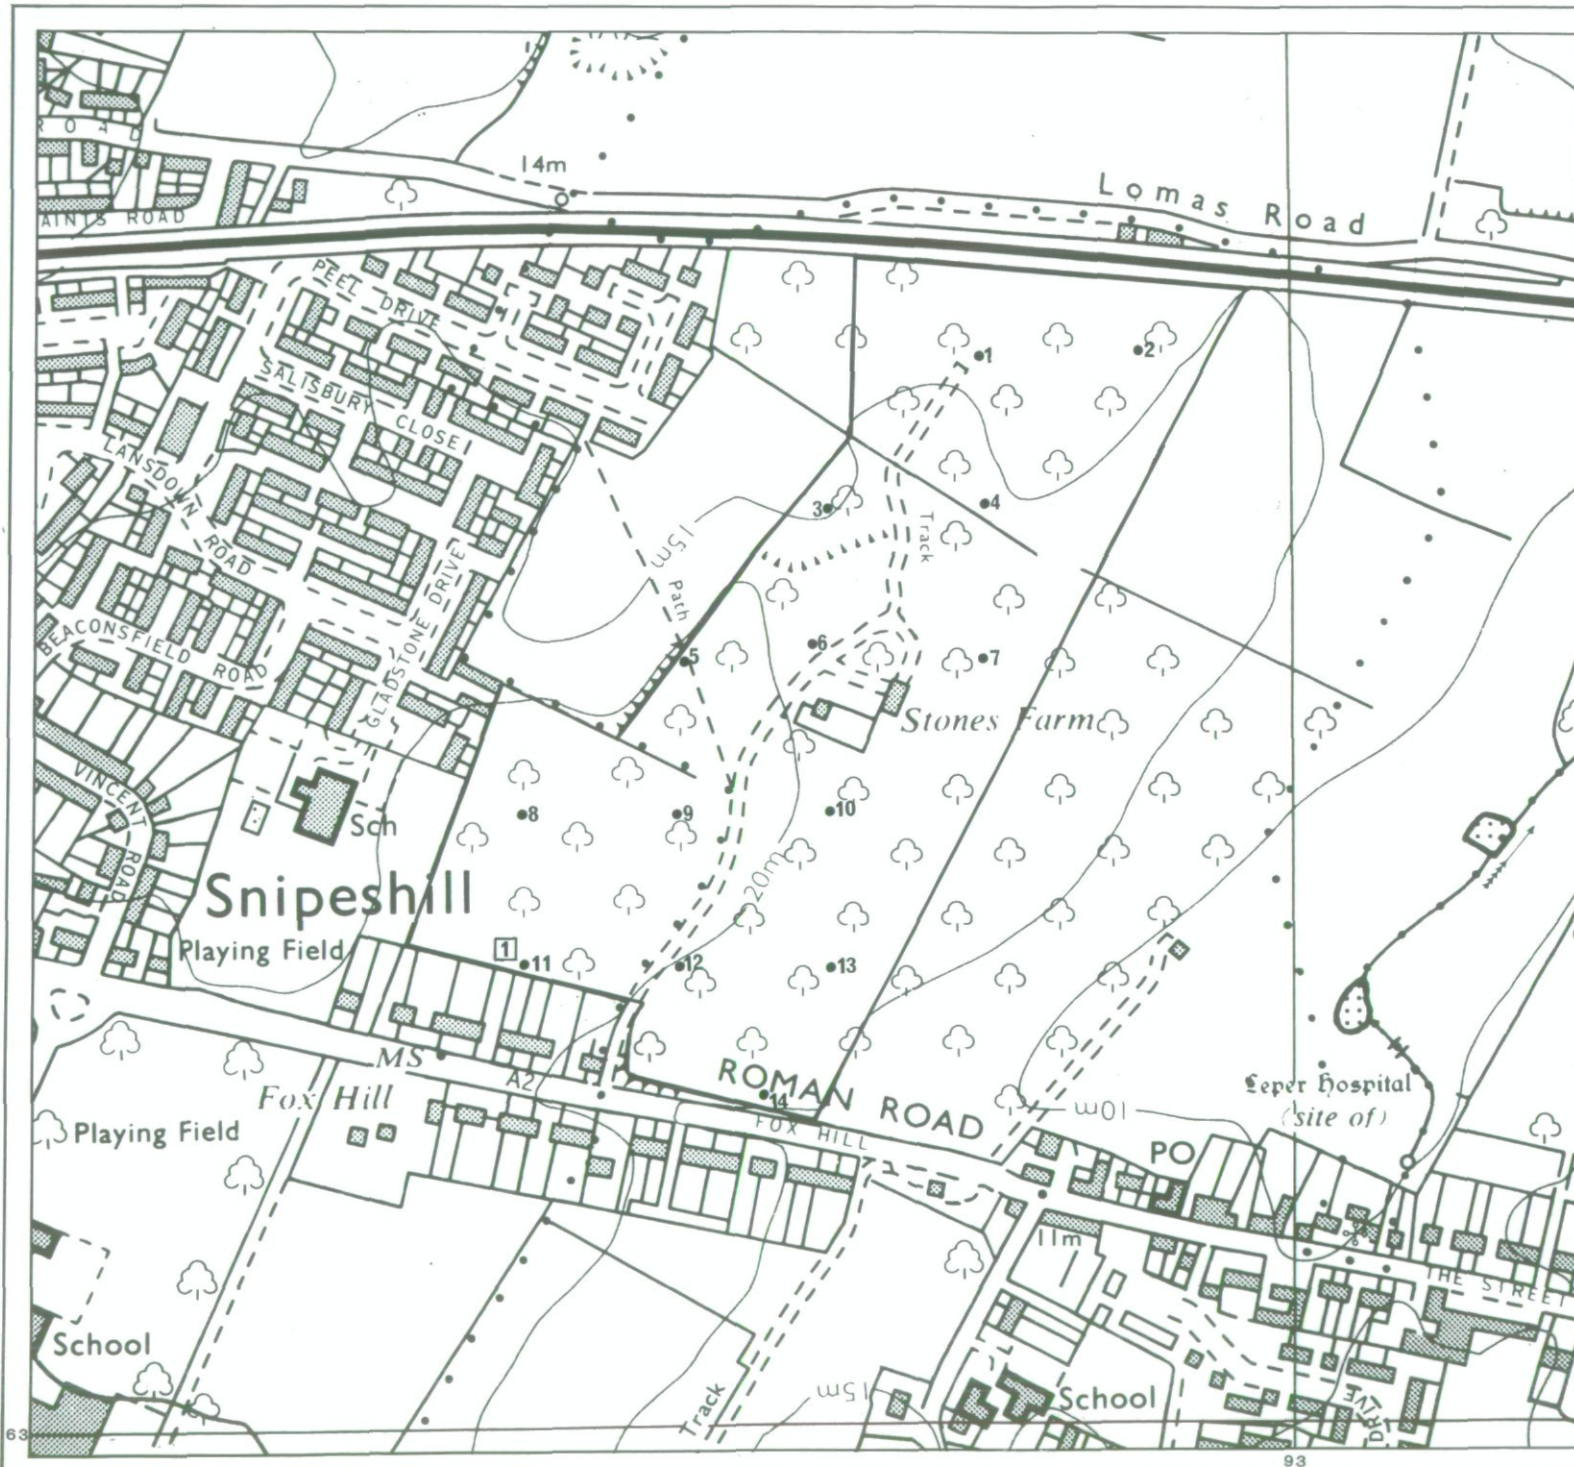 ROAD
14m
Lomas Road
AINTS ROAD
PEEL DRIVE
1
2
SALISBURY CLOSE
LANSDOWN ROAD
3
4
Track
15m
Path
GLADSTONE DRIVE
BEACONSFIELD ROAD
5
6
7
Stones Farm
VINCENT ROAD
Sch
8
9
10
20m
Snipeshill
Playing Field
1
11
12
13
MS
A2
ROMAN ROAD
14
Fox Hill
FOX HILL
10m
Leper Hospital
(site of)
Playing Field
PO
11m
THE STREET
School
15m
School
Track
DRIVE
63
93